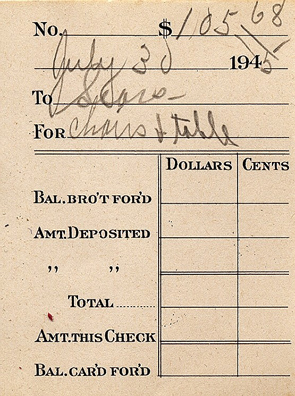 No. $105.68
July 30 1945
To Sears
For chairs & table
Dollars Cents
Bal. Bro't For'd
Amt. Deposited
,, ,,
Total
Amt. This Check
Bal. Car'd For'd